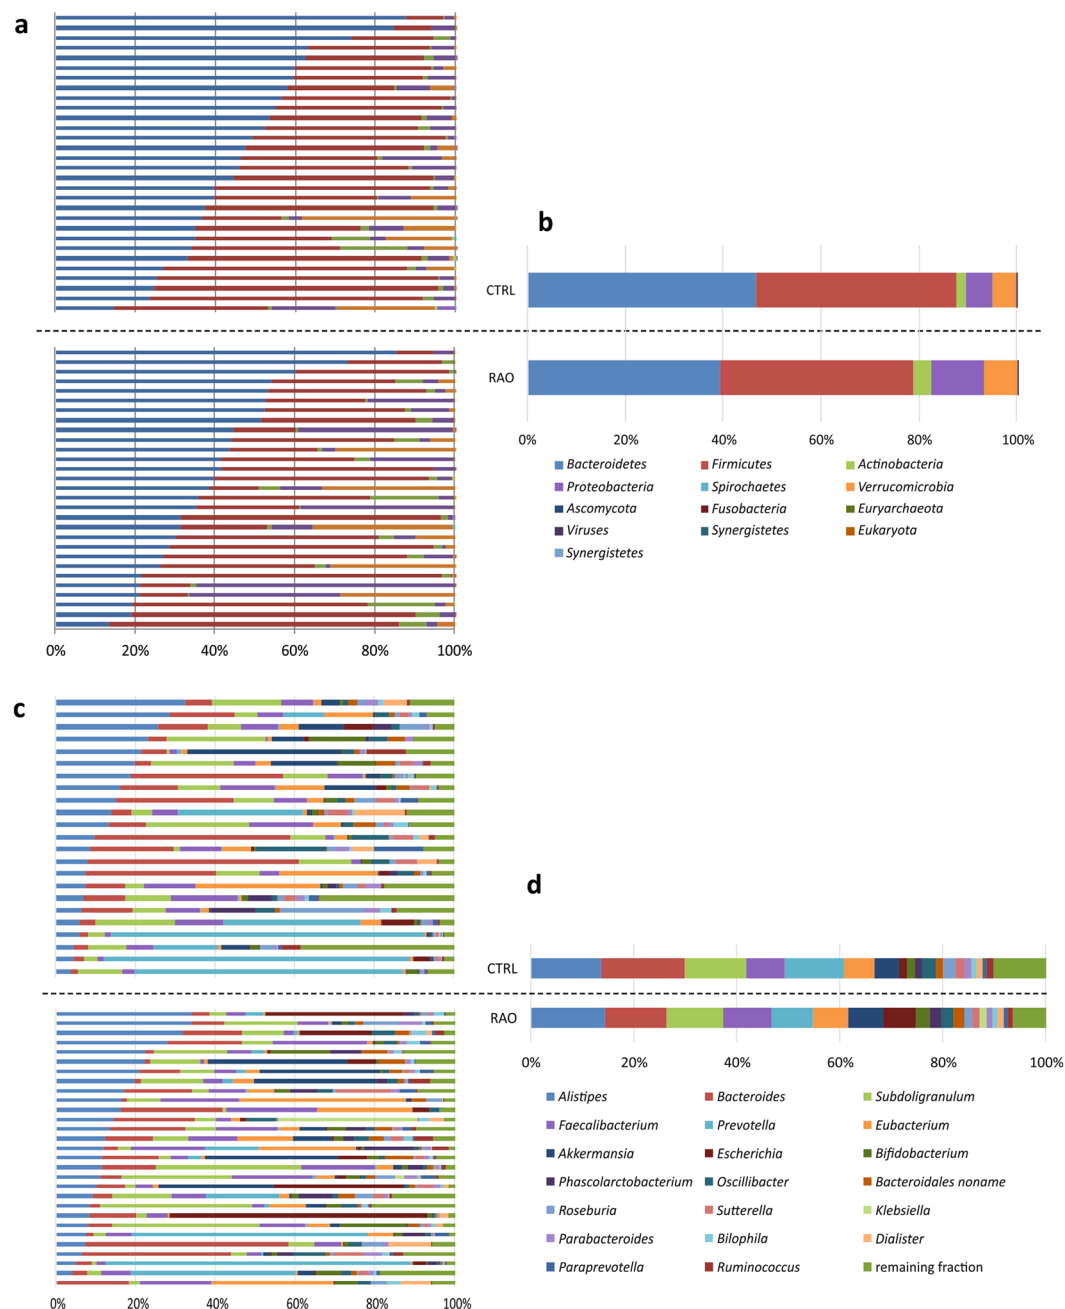 a
b
CTRL
RAO
0% 20% 40% 60% 80% 100%
Bacteroidetes Firmicutes Actinobacteria
Proteobacteria Spirochaetes Verrucomicrobia
Ascomycota Fusobacteria Euryarchaeota
Viruses Synergistetes Eukaryota
Synergistetes
0% 20% 40% 60% 80% 100%
c
d
CTRL
RAO
0% 20% 40% 60% 80% 100%
Alistipes Bacteroides Subdoligranulum
Faecalibacterium Prevotella Eubacterium
Akkermansia Escherichia Bifidobacterium
Phascolarctobacterium Oscillibacter Bacteroidales noname
Roseburia Sutterella Klebsiella
Parabacteroides Bilophila Dialister
Paraprevotella Ruminococcus remaining fraction
0% 20% 40% 60% 80% 100%